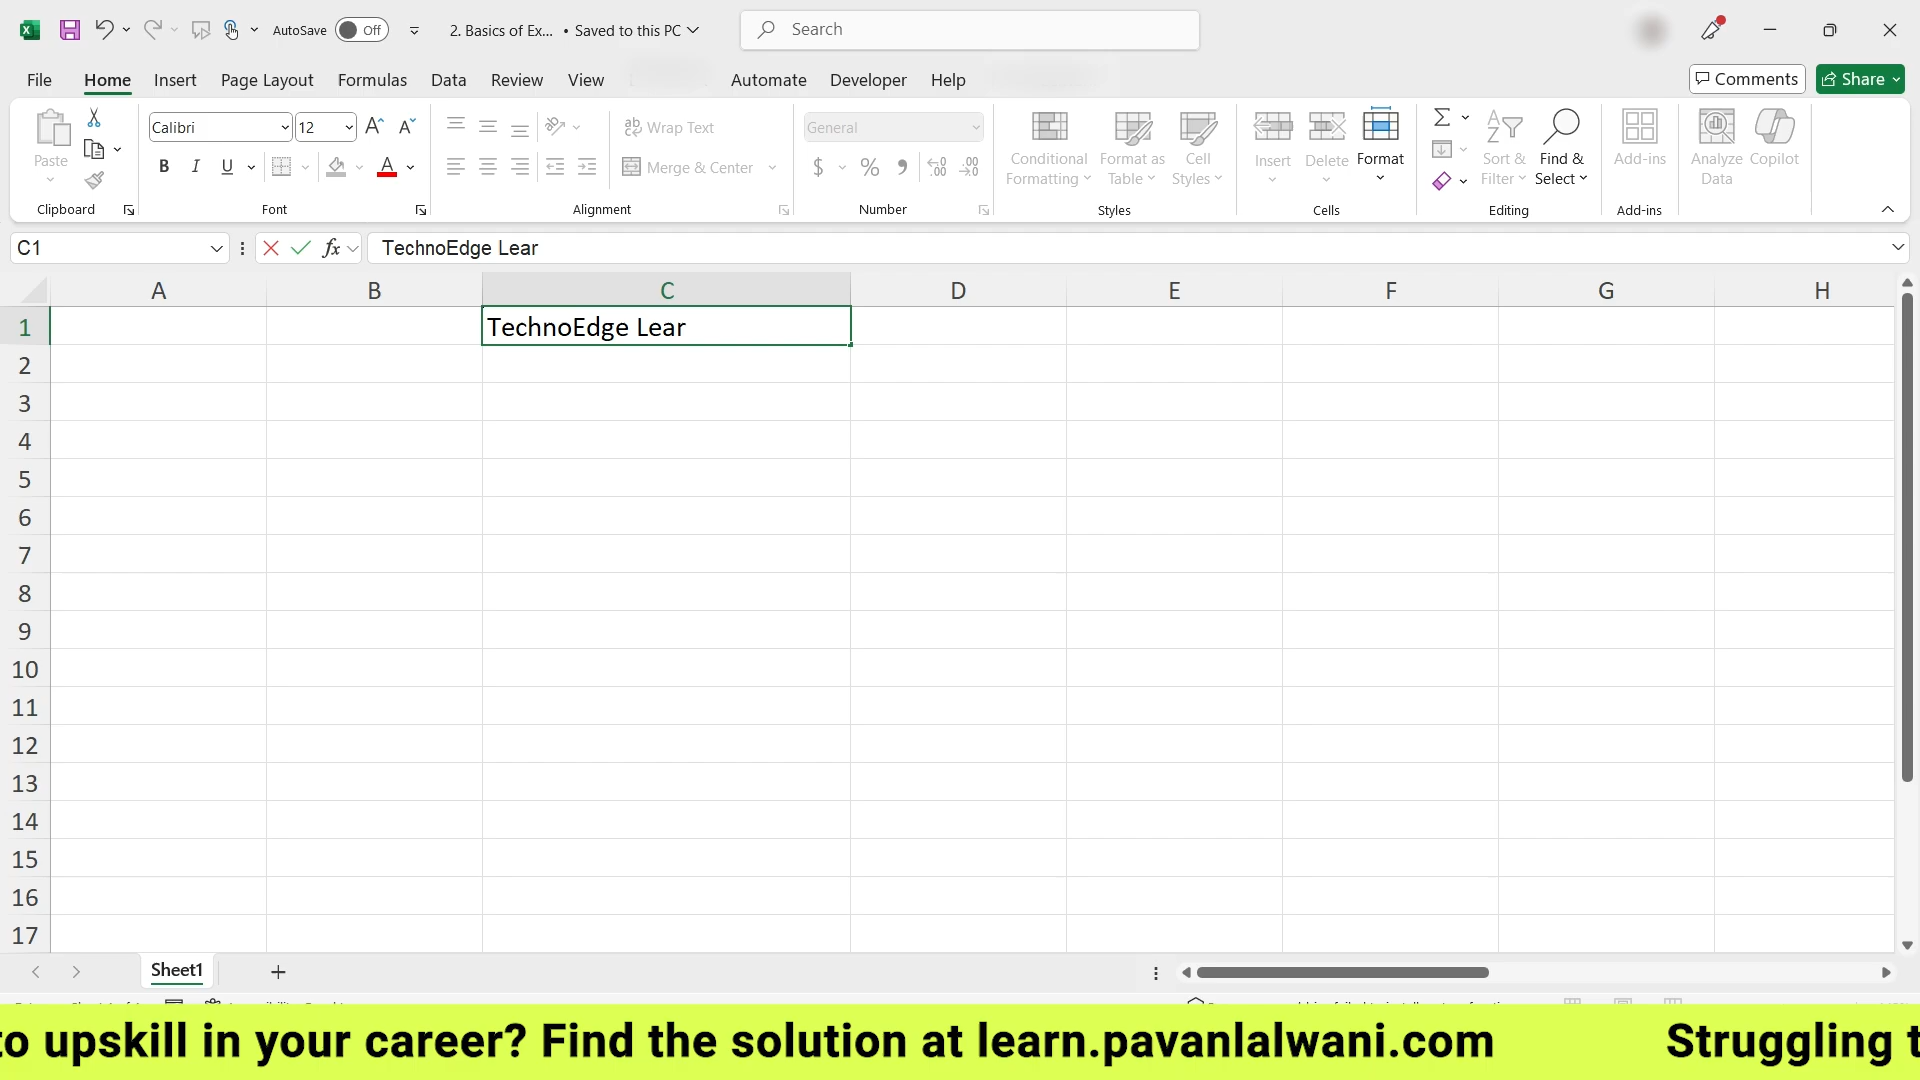 AutoSave Off 2. Basics of Ex... • Saved to this PC Search
File Home Insert Page Layout Formulas Data Review View Automate Developer Help Comments Share
Paste Calibri 12 ab Wrap Text General Conditional Formatting Format as Table Cell Styles Insert Delete Format Sort & Filter Find & Select Add-ins Analyze Data Copilot
B I U A Merge & Center $ % , .00
Clipboard Font Alignment Number Styles Cells Editing Add-ins
C1 fx TechnoEdge Lear
A B C D E F G H
1 TechnoEdge Lear
2
3
4
5
6
7
8
9
10
11
12
13
14
15
16
17
Sheet1
to upskill in your career? Find the solution at learn.pavanlalwani.com Struggling t